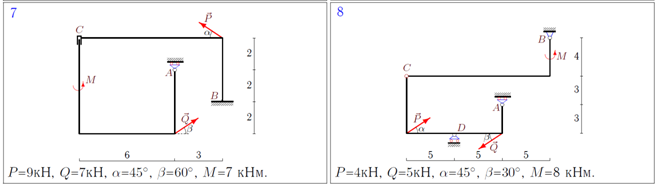 7
C
P⃗
α
2
A
M
2
B
Q⃗
β
2
6
3
P=9кН, Q=7кН, α=45°, β=60°, M=7 кНм.
8
B
M
4
C
3
A
P⃗
α
D
β
Q⃗
3
5
5
5
P=4кН, Q=5кН, α=45°, β=30°, M=8 кНм.